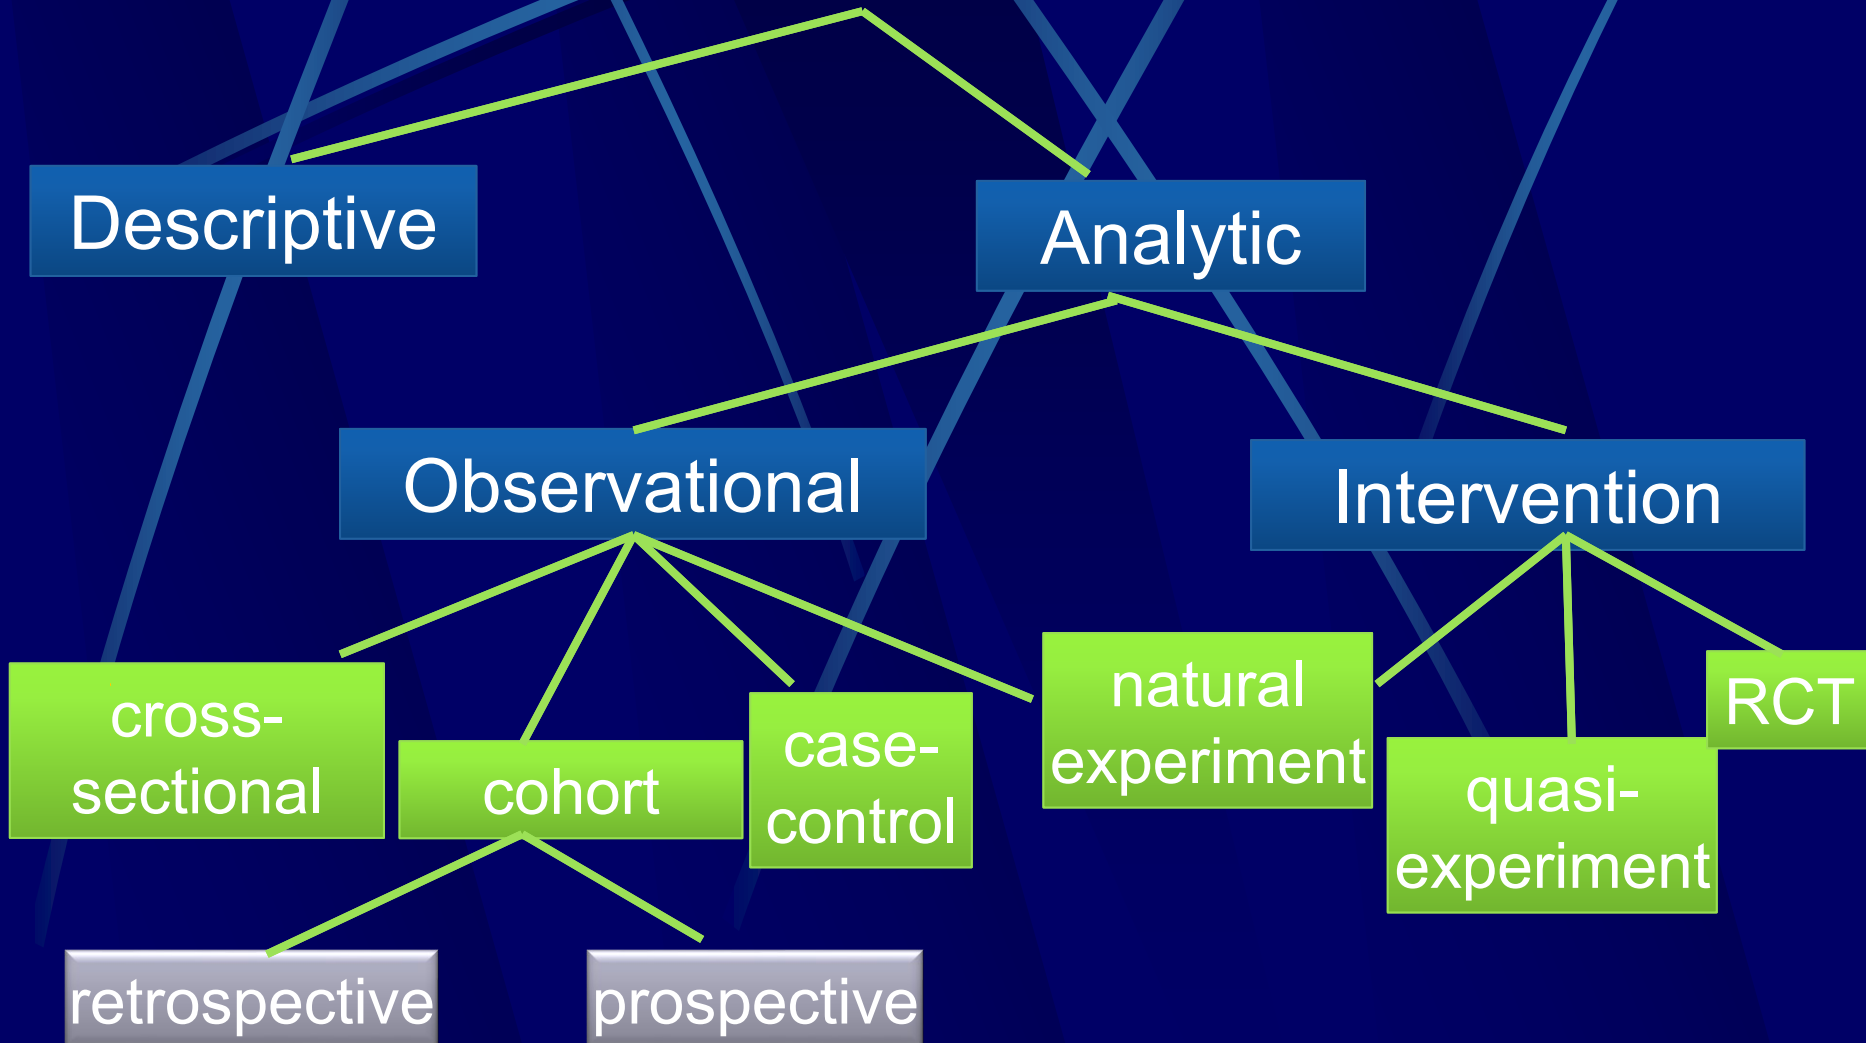 Descriptive
Analytic
Observational
Intervention
cross-
sectional
cohort
case-
control
natural
experiment
quasi-
experiment
RCT
retrospective
prospective